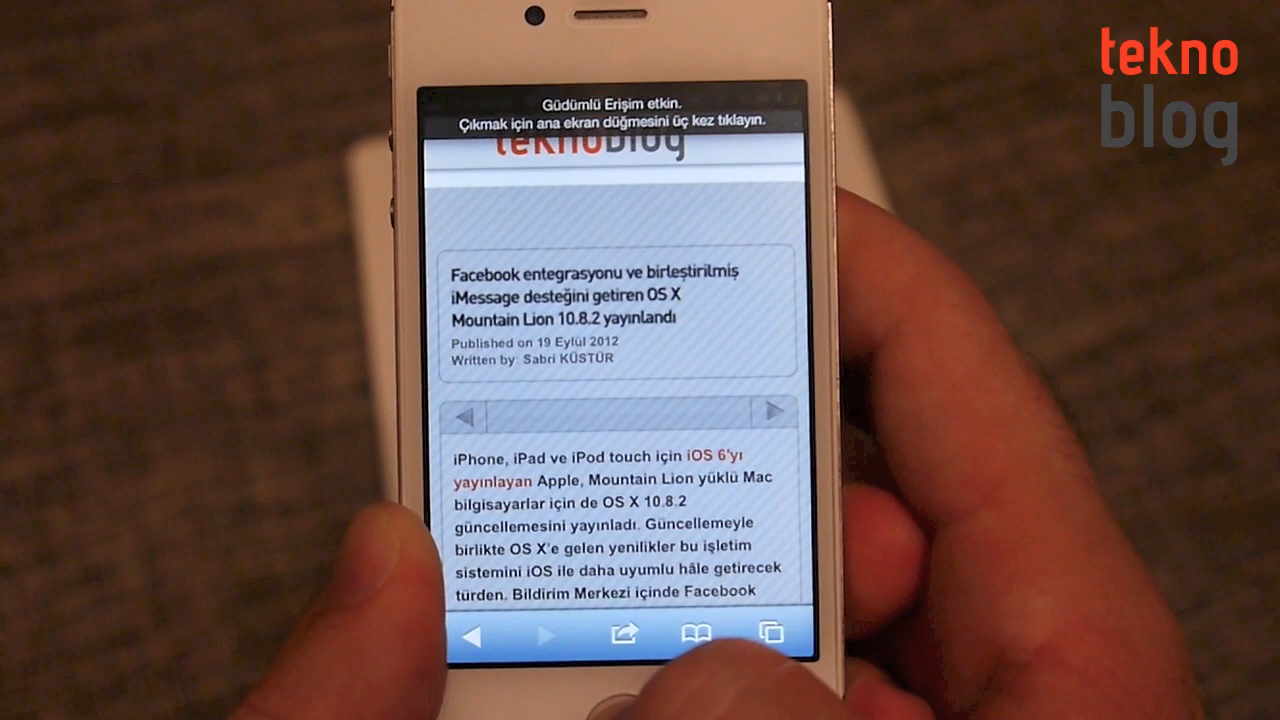 tekno
blog
Güdümlü Erişim etkin.
Çıkmak için ana ekran düğmesini üç kez tıklayın.
teknoblog
Facebook entegrasyonu ve birleştirilmiş
iMessage desteğini getiren OS X
Mountain Lion 10.8.2 yayınlandı
Published on 19 Eylül 2012
Written by: Sabri KÜSTÜR
iPhone, iPad ve iPod touch için iOS 6'yı
yayınlayan Apple, Mountain Lion yüklü Mac
bilgisayarlar için de OS X 10.8.2
güncellemesini yayınladı. Güncellemeyle
birlikte OS X'e gelen yenilikler bu işletim
sistemini iOS ile daha uyumlu hâle getirecek
türden. Bildirim Merkezi içinde Facebook